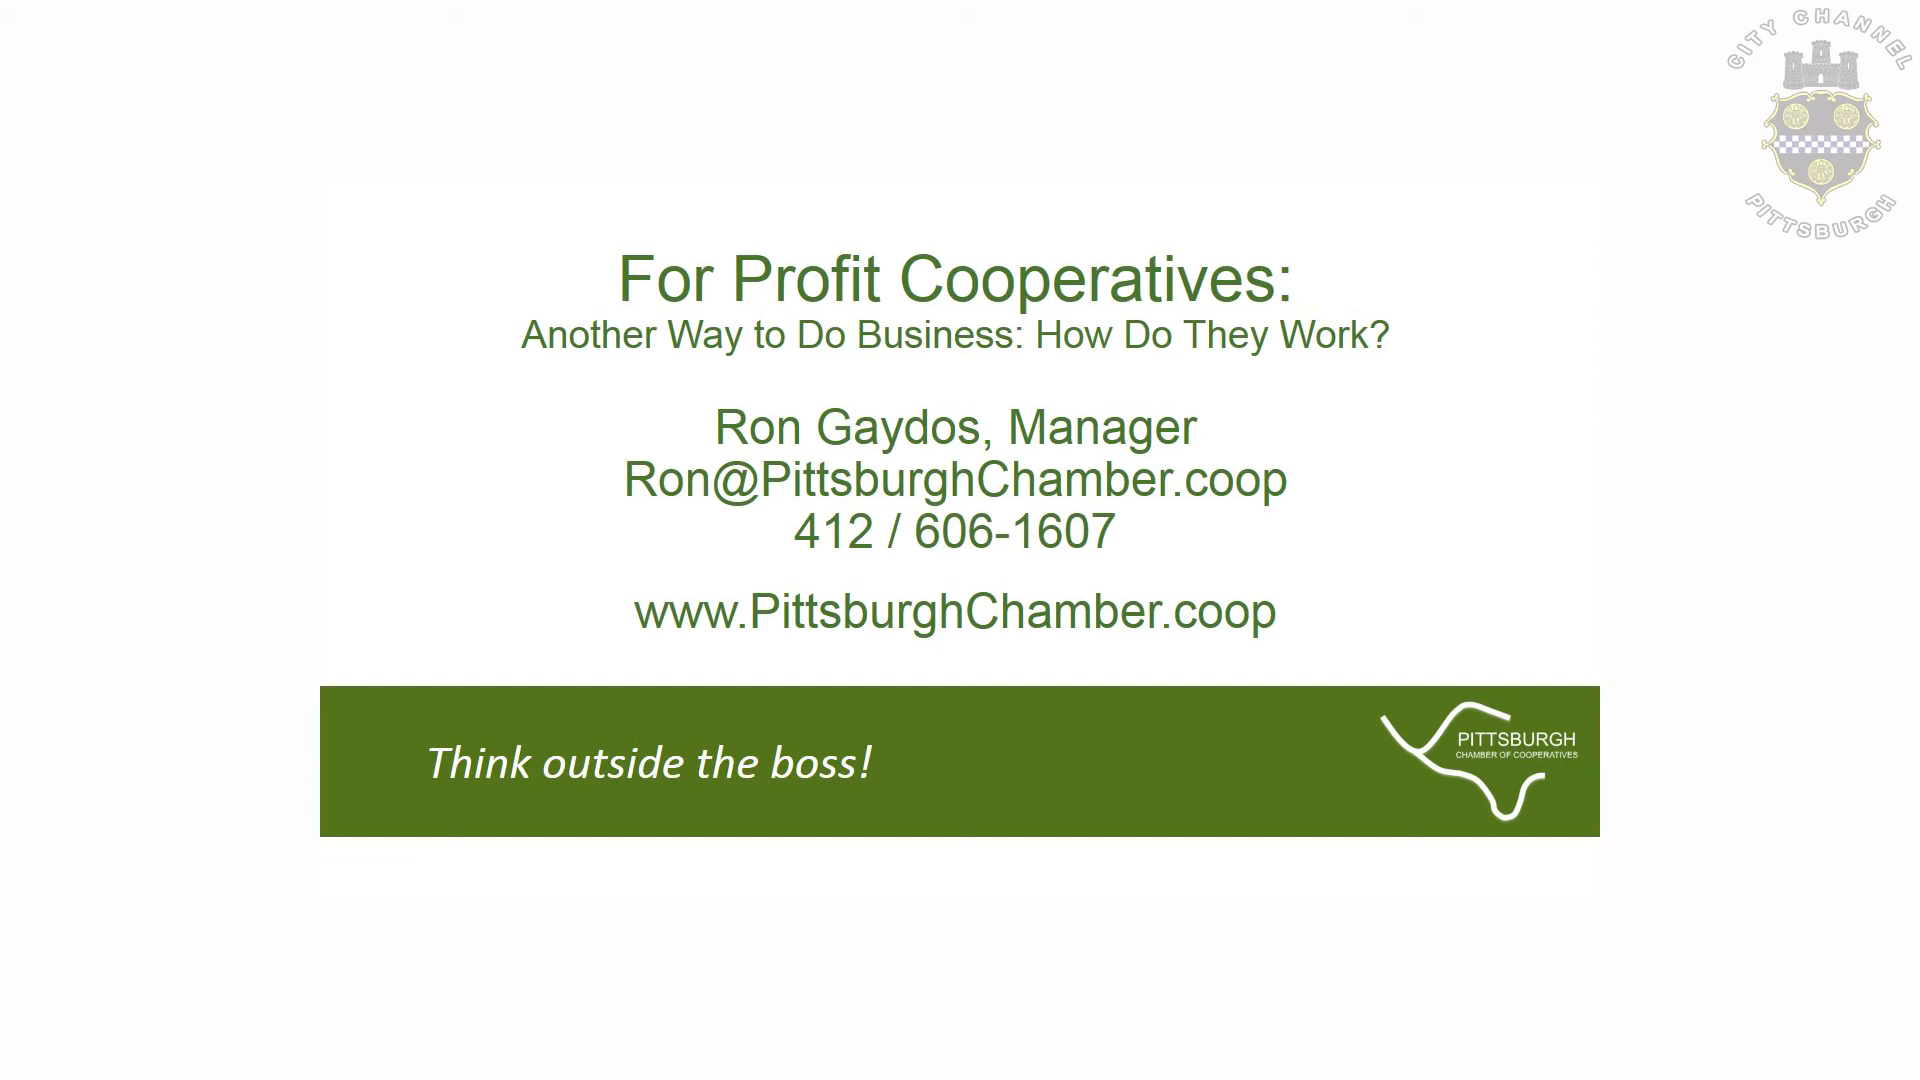 CITY CHANNEL
PITTSBURGH
For Profit Cooperatives:
Another Way to Do Business: How Do They Work?
Ron Gaydos, Manager
Ron@PittsburghChamber.coop
412 / 606-1607
www.PittsburghChamber.coop
Think outside the boss!
PITTSBURGH
CHAMBER OF COOPERATIVES